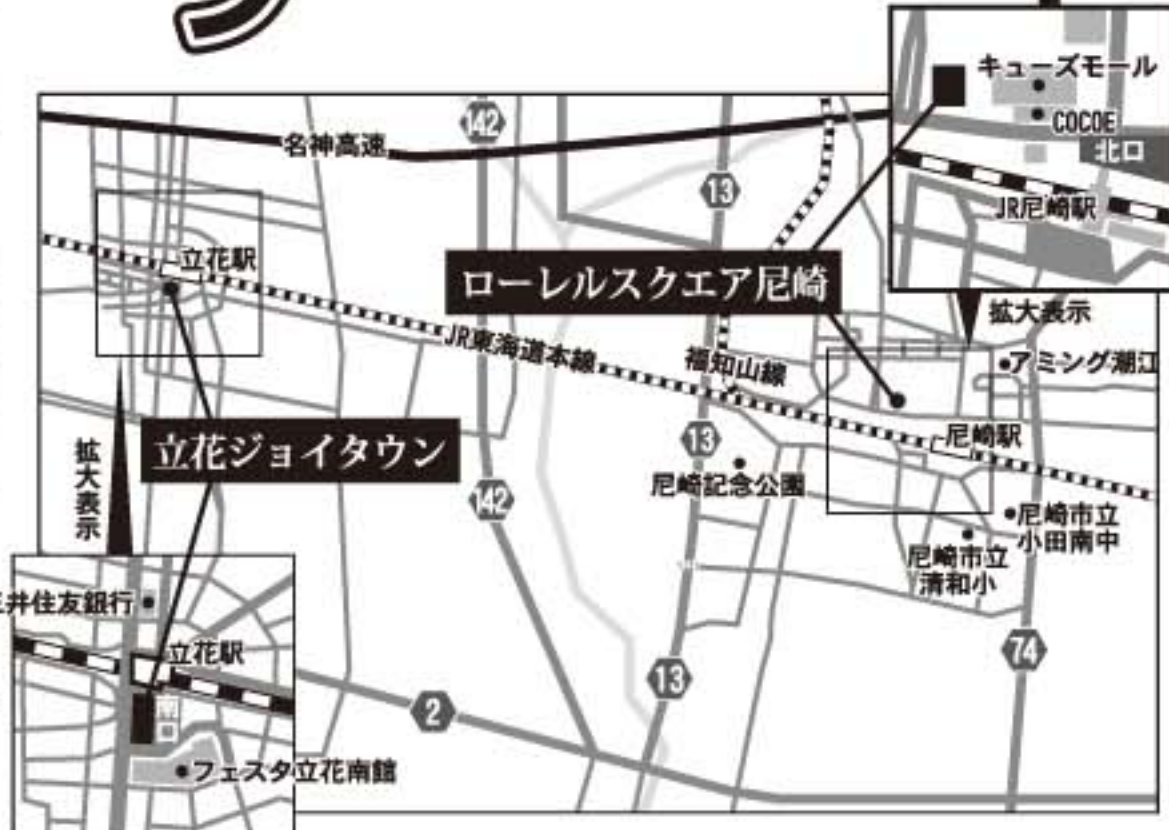 キューズモール
COCOE
北口
JR尼崎駅
142
名神高速
13
立花駅
ローレルスクエア尼崎
拡大表示
JR東海道本線
福知山線
アミング潮江
13
尼崎駅
立花ジョイタウン
拡大表示
尼崎記念公園
142
尼崎市立
小田南中
尼崎市立
清和小
三井住友銀行
立花駅
13
74
2
フェスタ立花南館